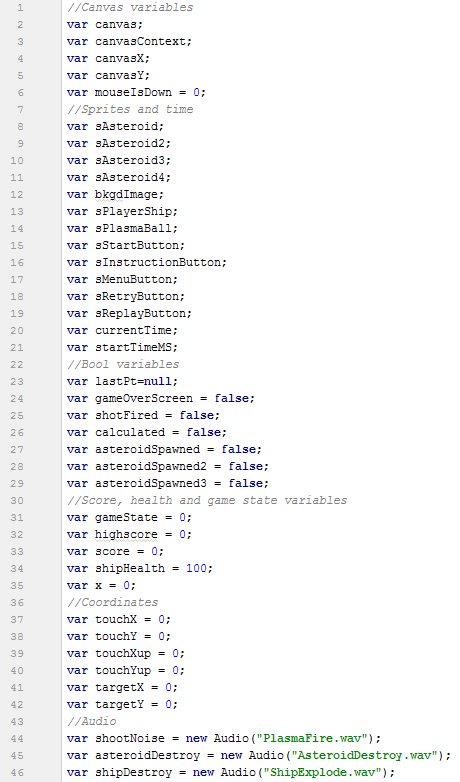 1 //Canvas variables
2 var canvas;
3 var canvasContext;
4 var canvasX;
5 var canvasY;
6 var mouseIsDown = 0;
7 //Sprites and time
8 var sAsteroid;
9 var sAsteroid2;
10 var sAsteroid3;
11 var sAsteroid4;
12 var bkgdImage;
13 var sPlayerShip;
14 var sPlasmaBall;
15 var sStartButton;
16 var sInstructionButton;
17 var sMenuButton;
18 var sRetryButton;
19 var sReplayButton;
20 var currentTime;
21 var startTimeMS;
22 //Bool variables
23 var lastPt=null;
24 var gameOverScreen = false;
25 var shotFired = false;
26 var calculated = false;
27 var asteroidSpawned = false;
28 var asteroidSpawned2 = false;
29 var asteroidSpawned3 = false;
30 //Score, health and game state variables
31 var gameState = 0;
32 var highscore = 0;
33 var score = 0;
34 var shipHealth = 100;
35 var x = 0;
36 //Coordinates
37 var touchX = 0;
38 var touchY = 0;
39 var touchXup = 0;
40 var touchYup = 0;
41 var targetX = 0;
42 var targetY = 0;
43 //Audio
44 var shootNoise = new Audio("PlasmaFire.wav");
45 var asteroidDestroy = new Audio("AsteroidDestroy.wav");
46 var shipDestroy = new Audio("ShipExplode.wav");